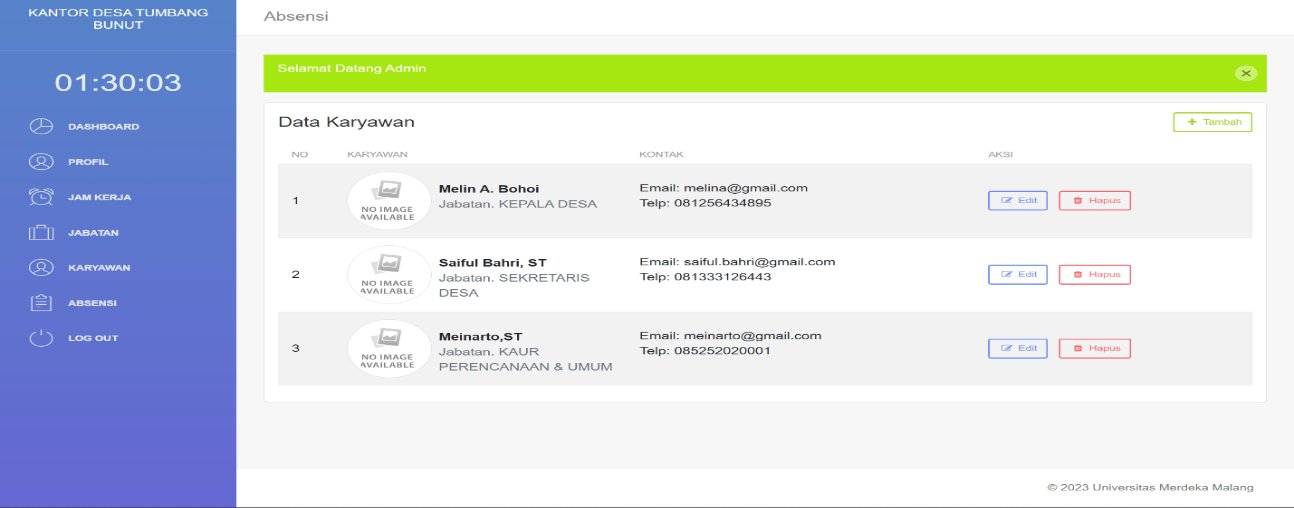 KANTOR DESA TUMBANG
BUNUT
01:30:03
DASHBOARD
PROFIL
JAM KERJA
JABATAN
KARYAWAN
ABSENSI
LOG OUT
Absensi
Selamat Datang Admin
Data Karyawan
+ Tambah
NO KARYAWAN KONTAK AKSI
1
NO IMAGE
AVAILABLE
Melin A. Bohoi
Jabatan. KEPALA DESA
Email: melina@gmail.com
Telp: 081256434895
Edit Hapus
2
NO IMAGE
AVAILABLE
Saiful Bahri, ST
Jabatan. SEKRETARIS
DESA
Email: saiful.bahri@gmail.com
Telp: 081333126443
Edit Hapus
3
NO IMAGE
AVAILABLE
Meinarto,ST
Jabatan. KAUR
PERENCANAAN & UMUM
Email: meinarto@gmail.com
Telp: 085252020001
Edit Hapus
© 2023 Universitas Merdeka Malang